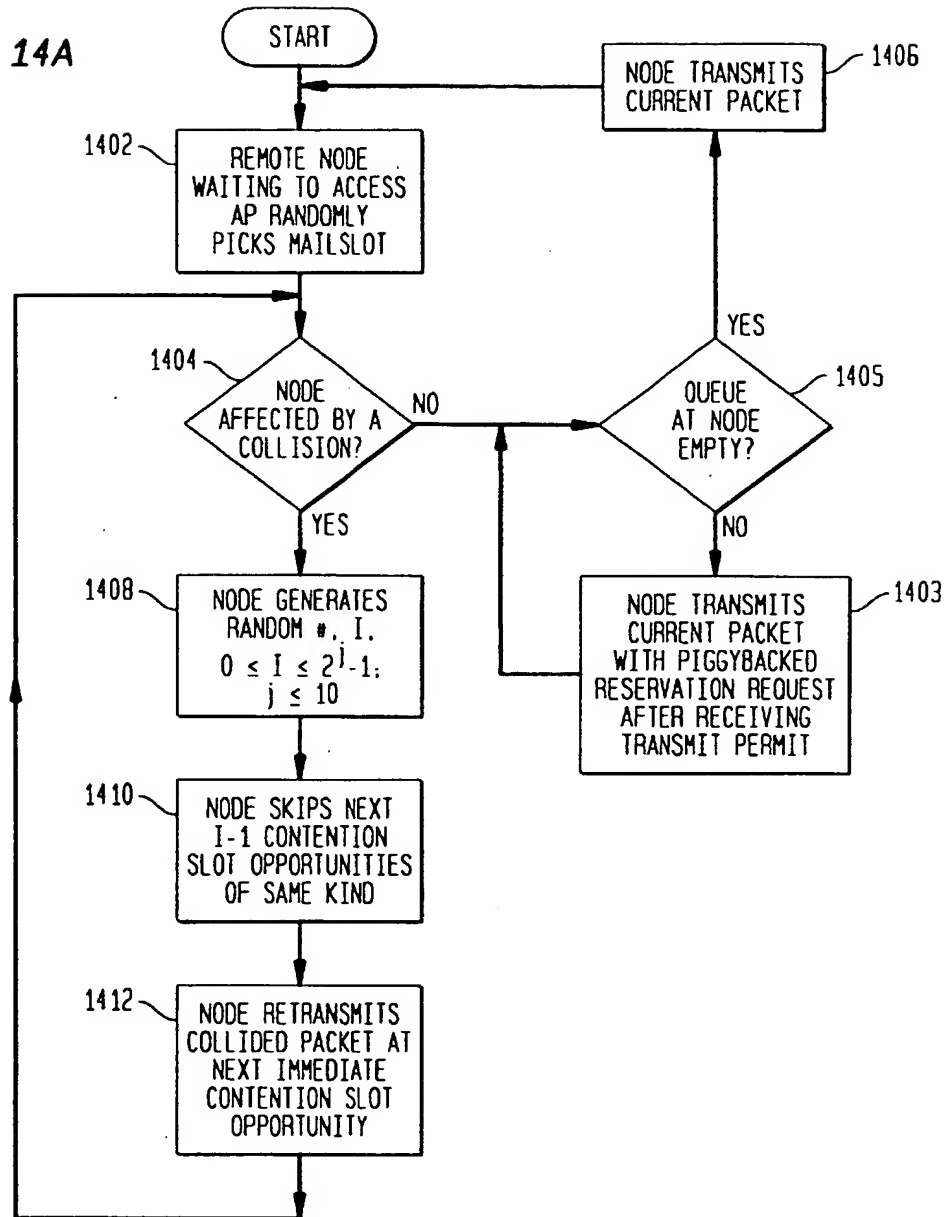 14A
START
NODE TRANSMITS
CURRENT PACKET
1406
1402
REMOTE NODE
WAITING TO ACCESS
AP RANDOMLY
PICKS MAILSLOT
1404
NODE
AFFECTED BY A
COLLISION?
NO
YES
YES
1405
QUEUE
AT NODE
EMPTY?
NO
1408
NODE GENERATES
RANDOM #, I,
0 ≤ I ≤ 2^j-1;
j ≤ 10
1403
NODE TRANSMITS
CURRENT PACKET
WITH PIGGYBACKED
RESERVATION REQUEST
AFTER RECEIVING
TRANSMIT PERMIT
1410
NODE SKIPS NEXT
I-1 CONTENTION
SLOT OPPORTUNITIES
OF SAME KIND
1412
NODE RETRANSMITS
COLLIDED PACKET AT
NEXT IMMEDIATE
CONTENTION SLOT
OPPORTUNITY